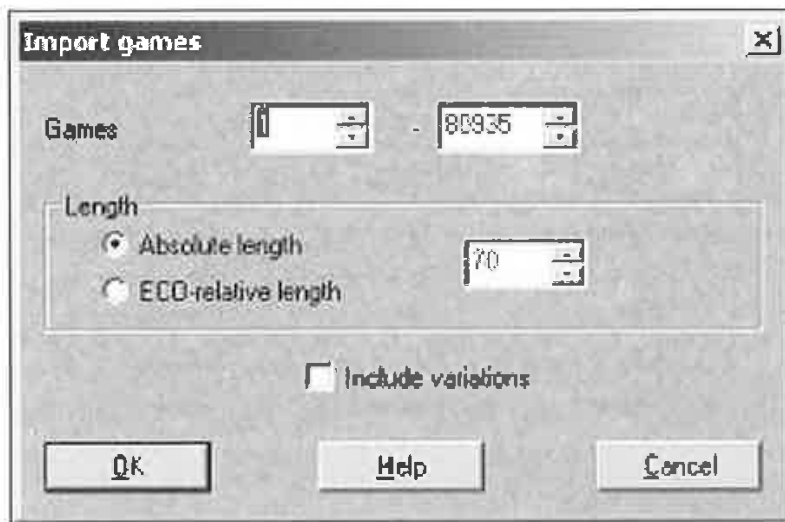 Import games
Games 1 - 80935
Length
Absolute length 70
ECO-relative length
Include variations
OK Help Cancel